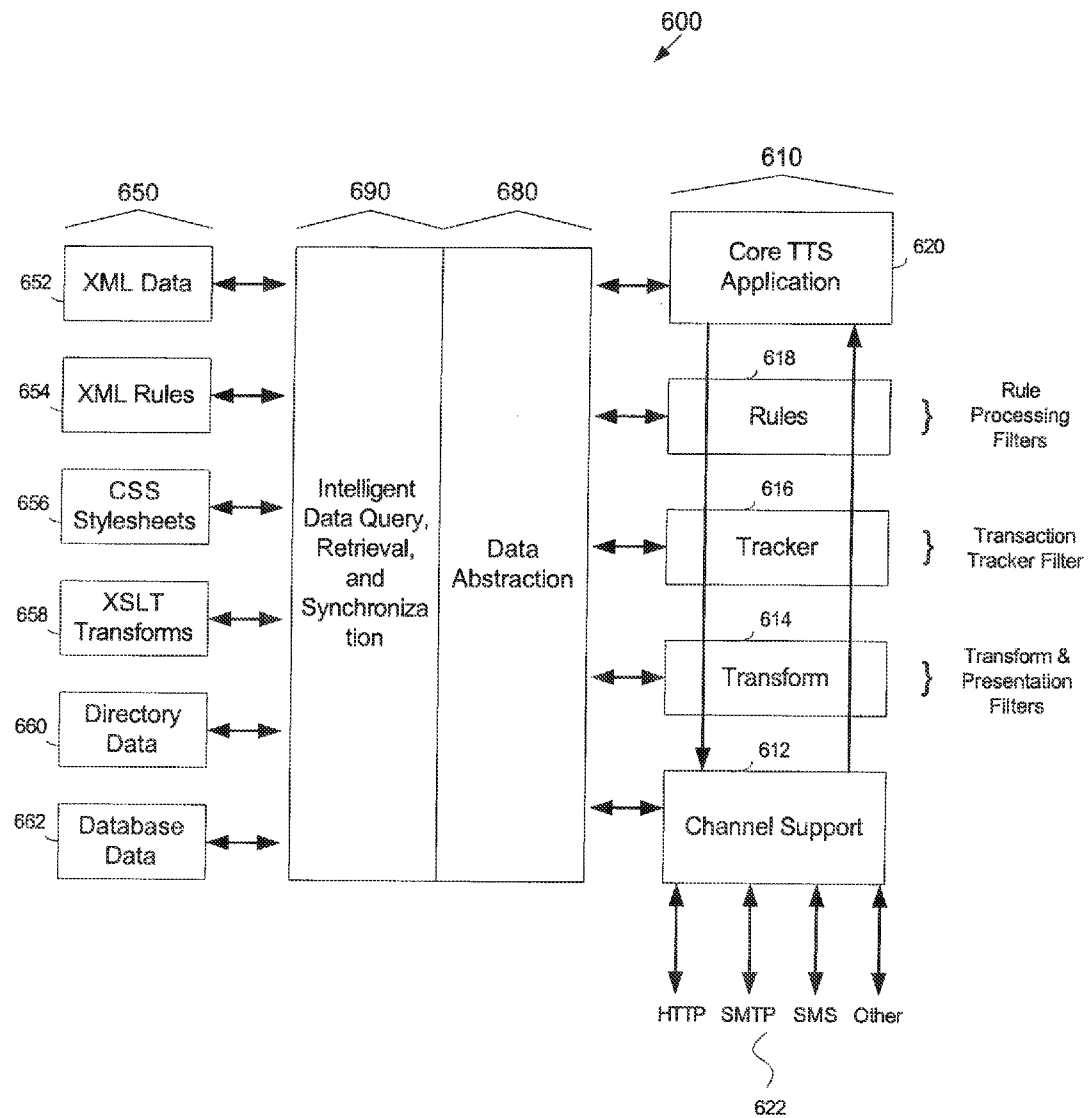 600
610
650
690
680
652
XML Data
Core TTS
Application
620
654
XML Rules
618
Rules
}
Rule
Processing
Filters
656
CSS
Stylesheets
Intelligent
Data Query,
Retrieval,
and
Synchroniza
tion
Data
Abstraction
616
Tracker
}
Transaction
Tracker Filter
658
XSLT
Transforms
614
Transform
}
Transform &
Presentation
Filters
660
Directory
Data
612
Channel Support
662
Database
Data
HTTP SMTP SMS Other
622